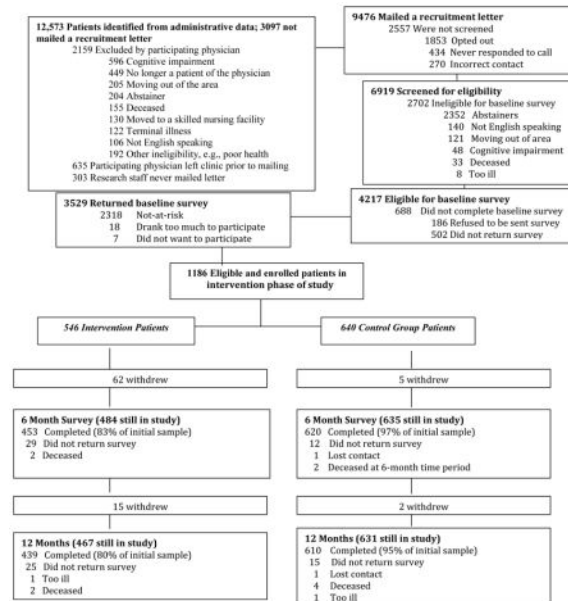 12,573 Patients identified from administrative data; 3097 not
mailed a recruitment letter
2159 Excluded by participating physician
596 Cognitive impairment
449 No longer a patient of the physician
205 Moving out of the area
204 Abstainer
155 Deceased
130 Moved to a skilled nursing facility
122 Terminal illness
106 Not English speaking
192 Other ineligibility, e.g., poor health
635 Participating physician left clinic prior to mailing
303 Research staff never mailed letter
9476 Mailed a recruitment letter
2557 Were not screened
1853 Opted out
434 Never responded to call
270 Incorrect contact
6919 Screened for eligibility
2702 Ineligible for baseline survey
2352 Abstainers
140 Not English speaking
121 Moving out of area
48 Cognitive impairment
33 Deceased
8 Too ill
4217 Eligible for baseline survey
688 Did not complete baseline survey
186 Refused to be sent survey
502 Did not return survey
3529 Returned baseline survey
2318 Not-at-risk
18 Drank too much to participate
7 Did not want to participate
1186 Eligible and enrolled patients in
intervention phase of study
546 Intervention Patients
640 Control Group Patients
62 withdrew
5 withdrew
6 Month Survey (484 still in study)
453 Completed (83% of initial sample)
29 Did not return survey
2 Deceased
6 Month Survey (635 still in study)
620 Completed (97% of initial sample)
12 Did not return survey
1 Lost contact
2 Deceased at 6-month time period
15 withdrew
2 withdrew
12 Months (467 still in study)
439 Completed (80% of initial sample)
25 Did not return survey
1 Too ill
2 Deceased
12 Months (631 still in study)
610 Completed (95% of initial sample)
15 Did not return survey
1 Lost contact
4 Deceased
1 Too ill